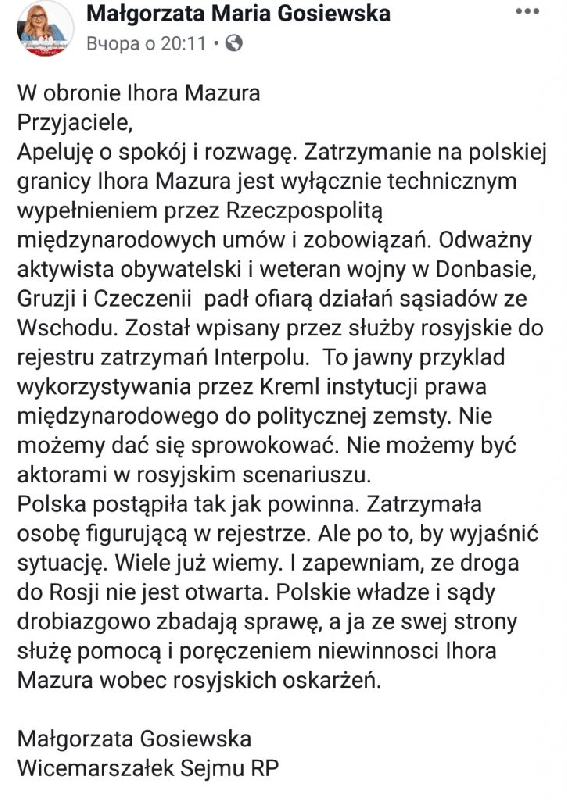 Małgorzata Maria Gosiewska
Вчора о 20:11
W obronie Ihora Mazura
Przyjaciele,
Apeluję o spokój i rozwagę. Zatrzymanie na polskiej
granicy Ihora Mazura jest wyłącznie technicznym
wypełnieniem przez Rzeczpospolitą
międzynarodowych umów i zobowiązań. Odważny
aktywista obywatelski i weteran wojny w Donbasie,
Gruzji i Czeczenii  padł ofiarą działań sąsiadów ze
Wschodu. Został wpisany przez służby rosyjskie do
rejestru zatrzymań Interpolu.  To jawny przyklad
wykorzystywania przez Kreml instytucji prawa
międzynarodowego do politycznej zemsty. Nie
możemy dać się sprowokować. Nie możemy być
aktorami w rosyjskim scenariuszu.
Polska postąpiła tak jak powinna. Zatrzymała
osobę figurującą w rejestrze. Ale po to, by wyjaśnić
sytuację. Wiele już wiemy. I zapewniam, ze droga
do Rosji nie jest otwarta. Polskie władze i sądy
drobiazgowo zbadają sprawę, a ja ze swej strony
służę pomocą i poręczeniem niewinnosci Ihora
Mazura wobec rosyjskich oskarżeń.
Małgorzata Gosiewska
Wicemarszałek Sejmu RP